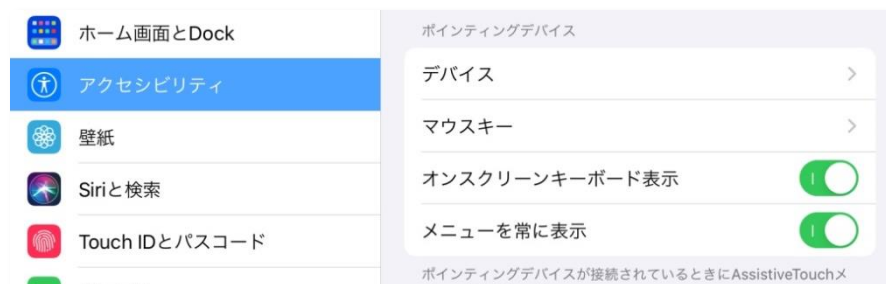 ホーム画面とDock
アクセシビリティ
壁紙
Siriと検索
Touch IDとパスコード
ポインティングデバイス
デバイス
マウスキー
オンスクリーンキーボード表示
メニューを常に表示
ポインティングデバイスが接続されているときにAssistiveTouchメ